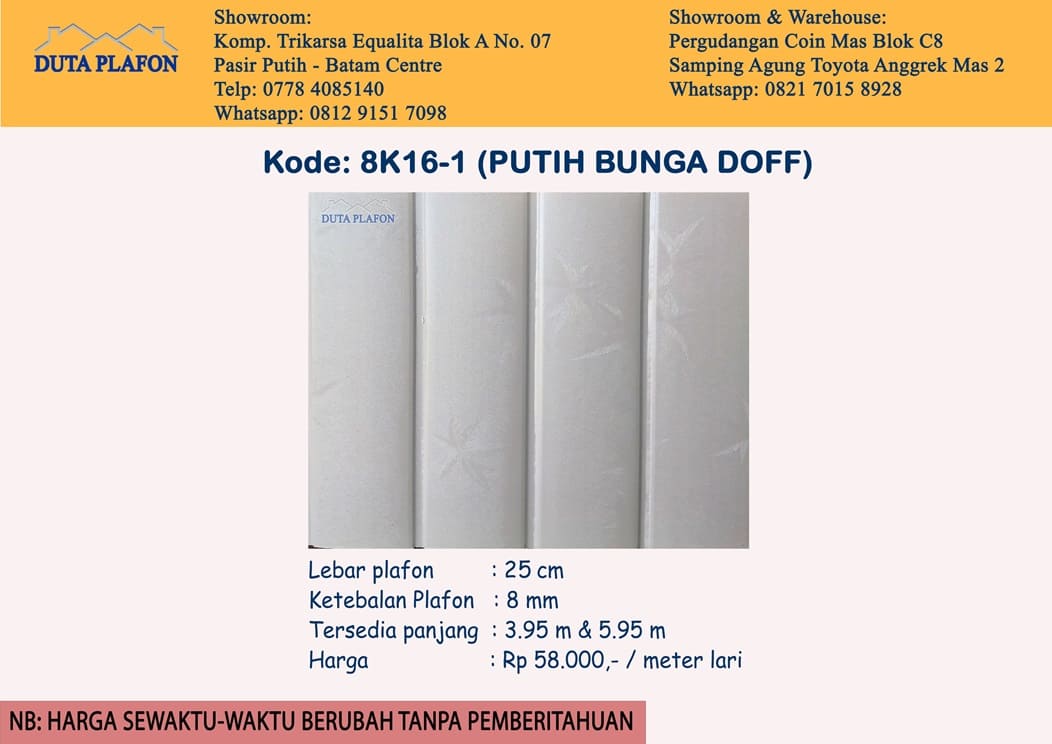 DUTA PLAFON
Showroom:
Komp. Trikarsa Equalita Blok A No. 07
Pasir Putih - Batam Centre
Telp: 0778 4085140
Whatsapp: 0812 9151 7098
Showroom & Warehouse:
Pergudangan Coin Mas Blok C8
Samping Agung Toyota Anggrek Mas 2
Whatsapp: 0821 7015 8928
Kode: 8K16-1 (PUTIH BUNGA DOFF)
DUTA PLAFON
Lebar plafon : 25 cm
Ketebalan Plafon : 8 mm
Tersedia panjang : 3.95 m & 5.95 m
Harga : Rp 58.000,- / meter lari
NB: HARGA SEWAKTU-WAKTU BERUBAH TANPA PEMBERITAHUAN